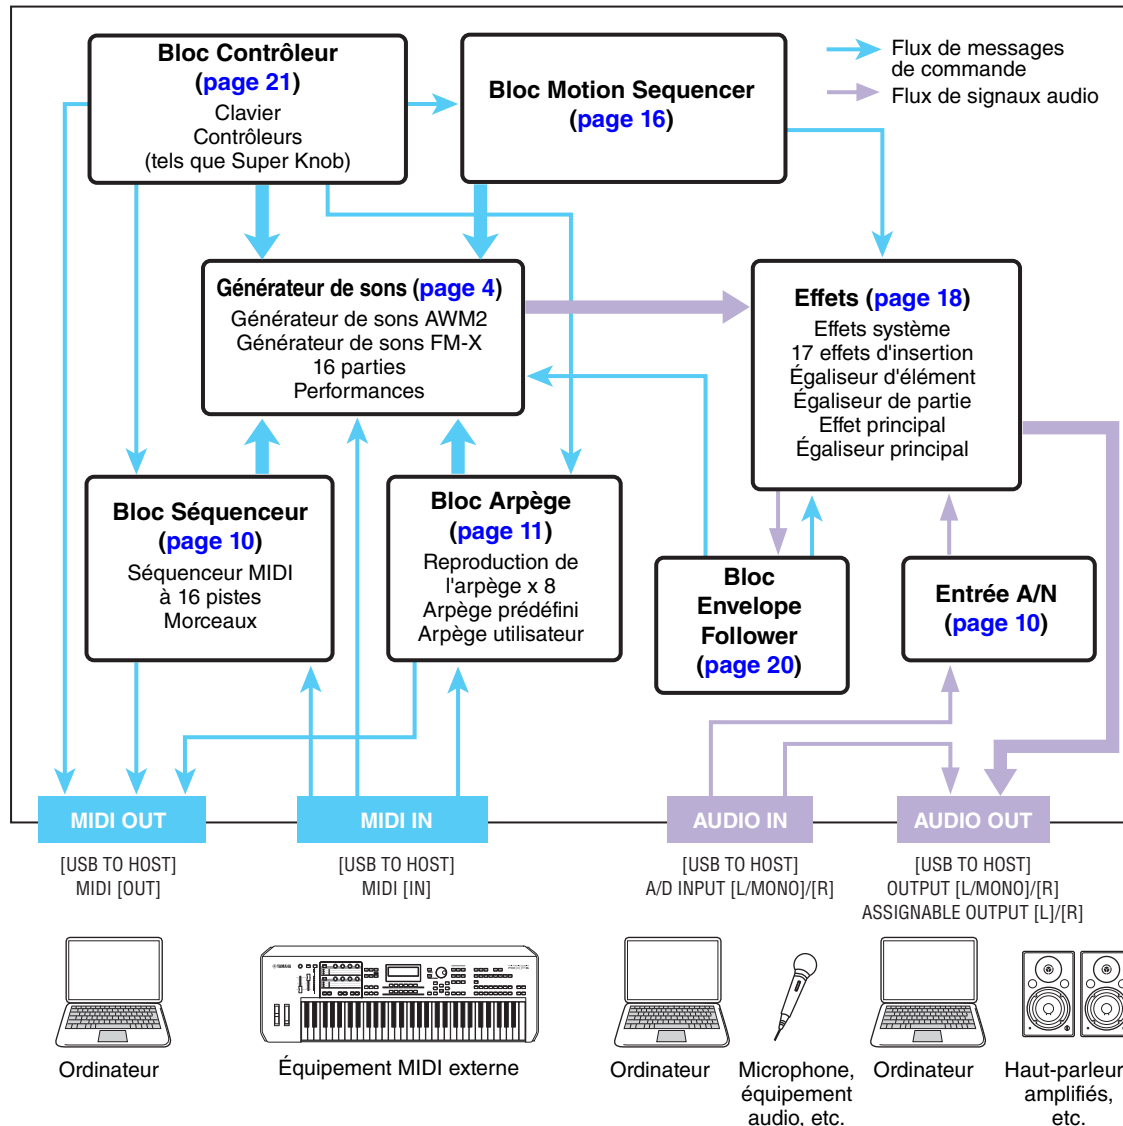 Bloc Contrôleur
(page 21)
Clavier
Contrôleurs
(tels que Super Knob)
Bloc Motion Sequencer
(page 16)
Flux de messages
de commande
Flux de signaux audio
Générateur de sons (page 4)
Générateur de sons AWM2
Générateur de sons FM-X
16 parties
Performances
Effets (page 18)
Effets système
17 effets d'insertion
Égaliseur d'élément
Égaliseur de partie
Effet principal
Égaliseur principal
Bloc Séquenceur
(page 10)
Séquenceur MIDI
à 16 pistes
Morceaux
Bloc Arpège
(page 11)
Reproduction de
l'arpège x 8
Arpège prédéfini
Arpège utilisateur
Bloc
Envelope
Follower
(page 20)
Entrée A/N
(page 10)
MIDI OUT
MIDI IN
AUDIO IN
AUDIO OUT
[USB TO HOST]
MIDI [OUT]
[USB TO HOST]
MIDI [IN]
[USB TO HOST]
A/D INPUT [L/MONO]/[R]
[USB TO HOST]
OUTPUT [L/MONO]/[R]
ASSIGNABLE OUTPUT [L]/[R]
Ordinateur
Équipement MIDI externe
Ordinateur
Microphone,
équipement
audio, etc.
Ordinateur
Haut-parleur
amplifiés,
etc.